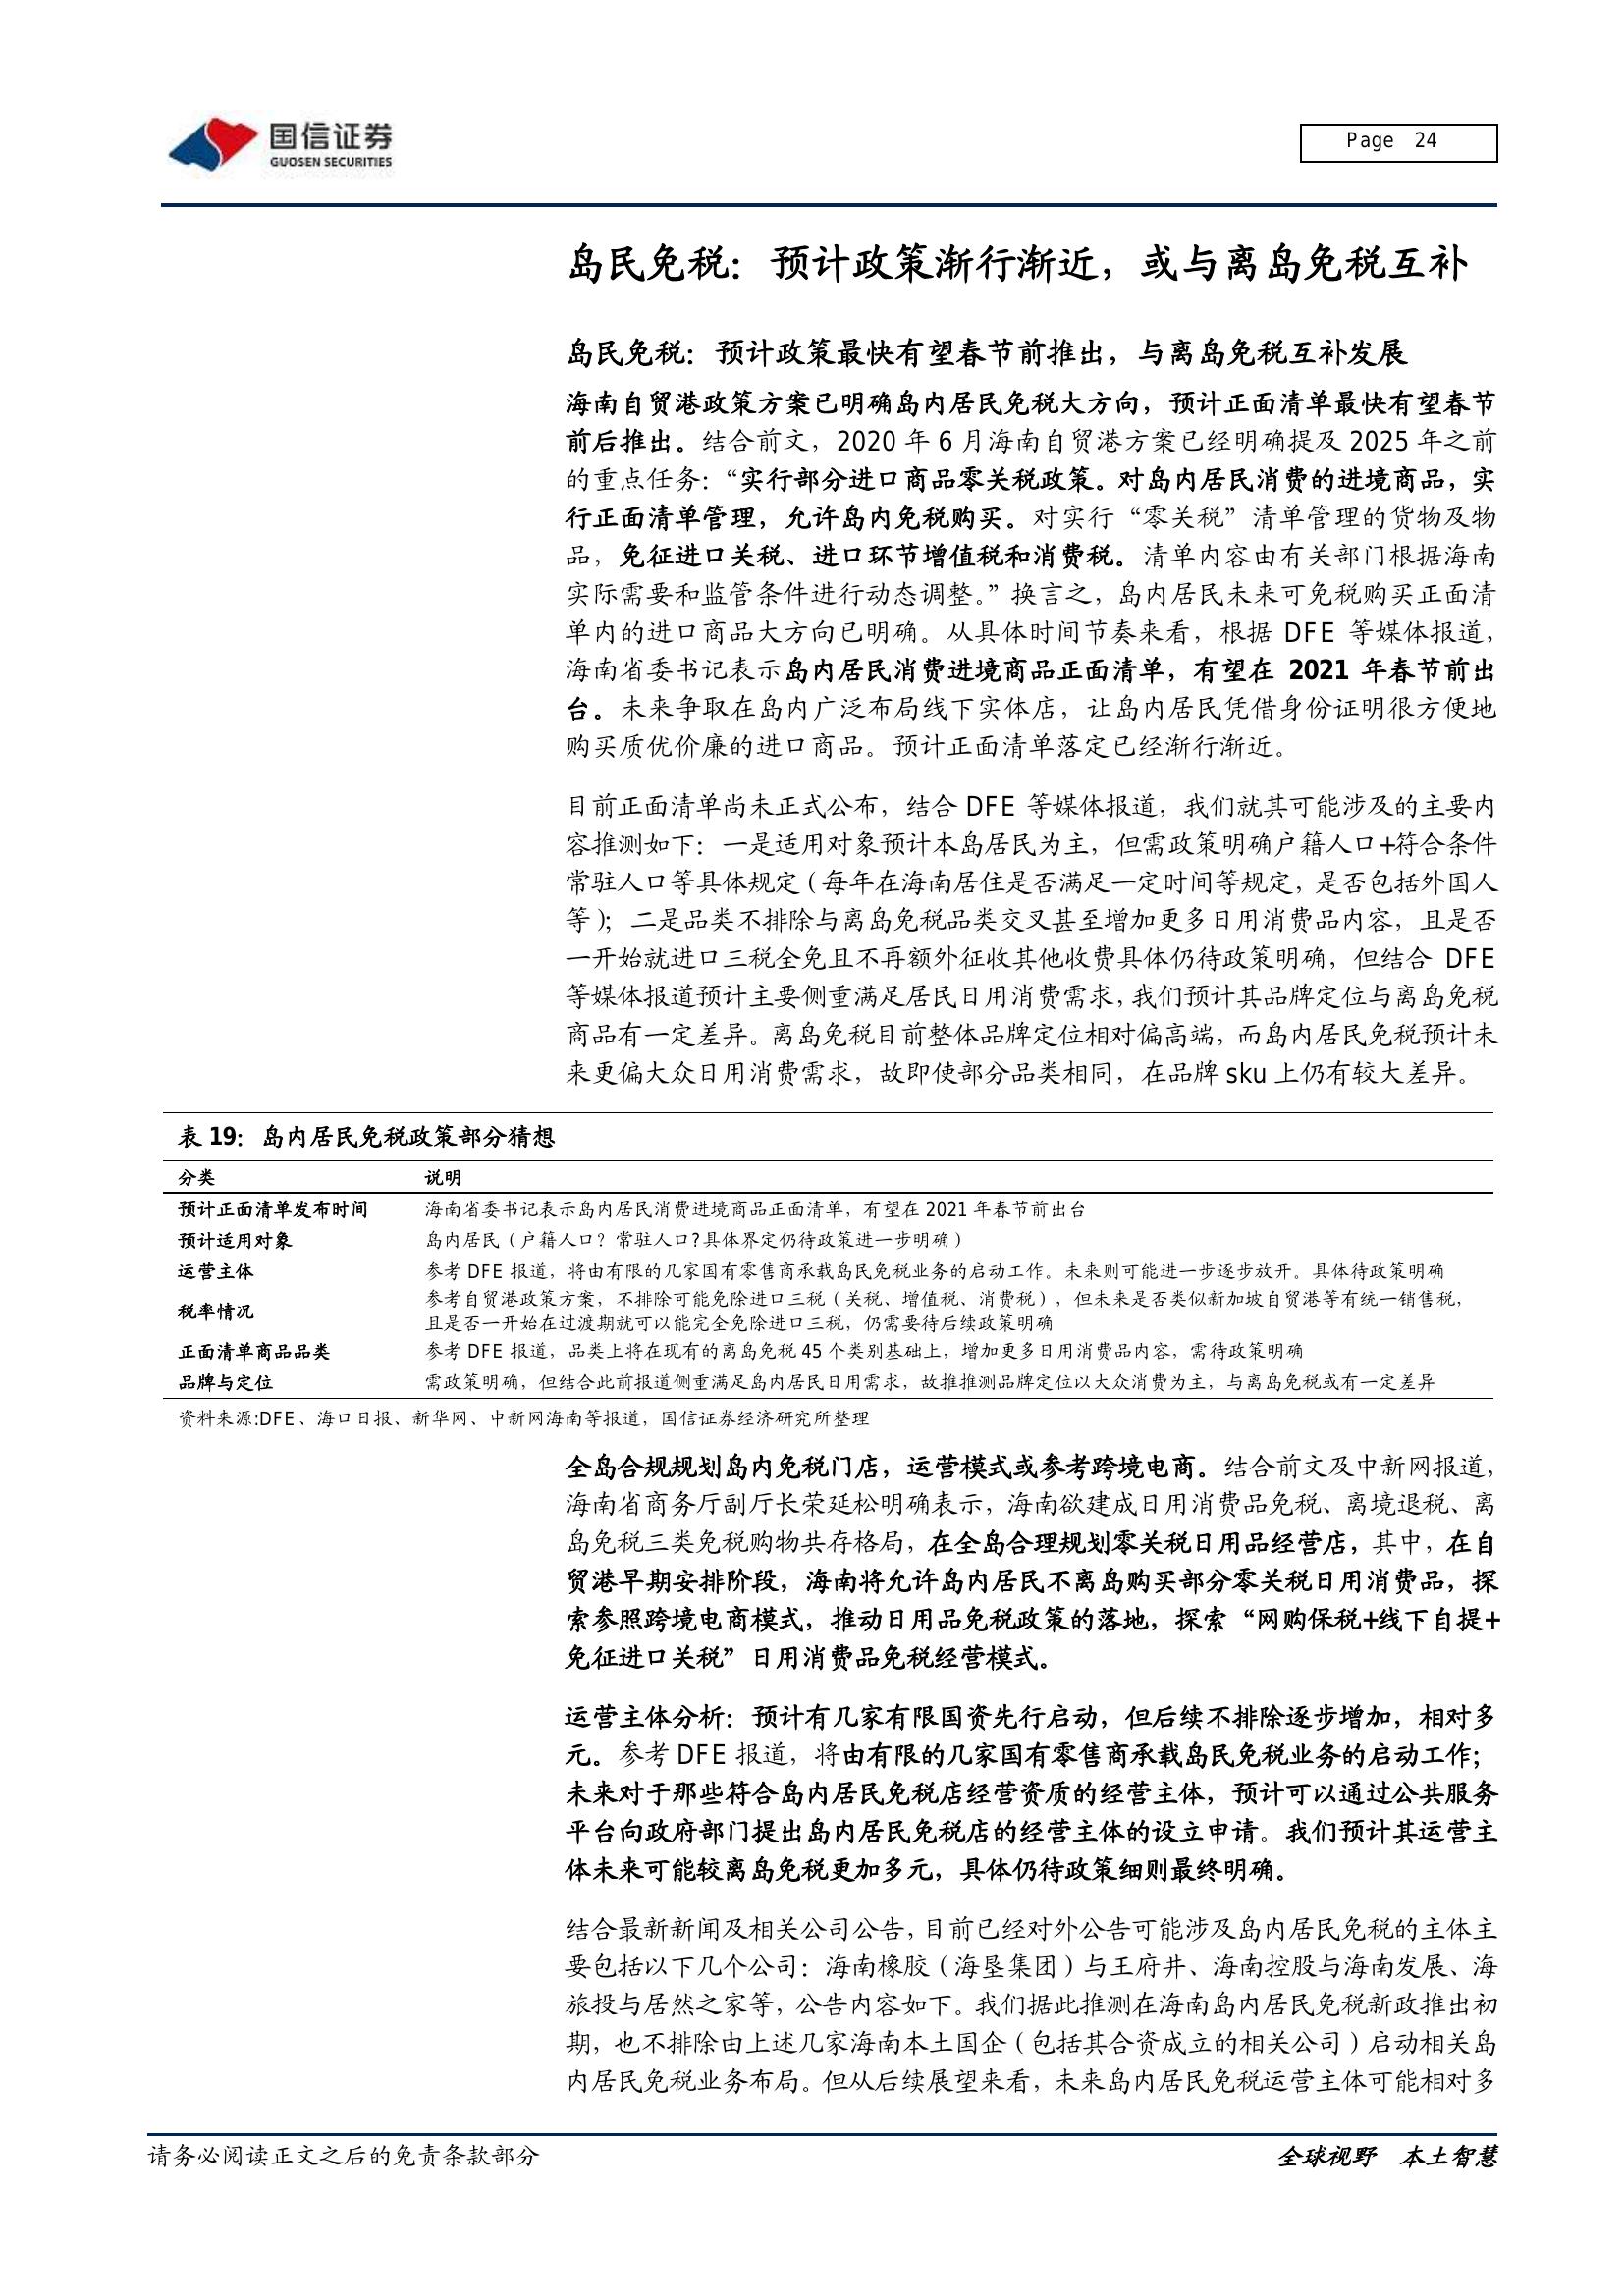 国信证券
GUOSEN SECURITIES
Page 24
岛民免税：预计政策渐行渐近，或与离岛免税互补
岛民免税：预计政策最快有望春节前推出，与离岛免税互补发展
海南自贸港政策方案已明确岛内居民免税大方向，预计正面清单最快有望春节
前后推出。结合前文，2020 年 6 月海南自贸港方案已经明确提及 2025 年之前
的重点任务：“实行部分进口商品零关税政策。对岛内居民消费的进境商品，实
行正面清单管理，允许岛内免税购买。对实行“零关税”清单管理的货物及物
品，免征进口关税、进口环节增值税和消费税。清单内容由有关部门根据海南
实际需要和监管条件进行动态调整。”换言之，岛内居民未来可免税购买正面清
单内的进口商品大方向已明确。从具体时间节奏来看，根据 DFE 等媒体报道，
海南省委书记表示岛内居民消费进境商品正面清单，有望在 2021 年春节前出
台。未来争取在岛内广泛布局线下实体店，让岛内居民凭借身份证明很方便地
购买质优价廉的进口商品。预计正面清单落定已经渐行渐近。
目前正面清单尚未正式公布，结合 DFE 等媒体报道，我们就其可能涉及的主要内
容推测如下：一是适用对象预计本岛居民为主，但需政策明确户籍人口+符合条件
常驻人口等具体规定（每年在海南居住是否满足一定时间等规定，是否包括外国人
等）；二是品类不排除与离岛免税品类交叉甚至增加更多日用消费品内容，且是否
一开始就进口三税全免且不再额外征收其他收费具体仍待政策明确，但结合 DFE
等媒体报道预计主要侧重满足居民日用消费需求，我们预计其品牌定位与离岛免税
商品有一定差异。离岛免税目前整体品牌定位相对偏高端，而岛内居民免税预计未
来更偏大众日用消费需求，故即使部分品类相同，在品牌 sku 上仍有较大差异。
表 19：岛内居民免税政策部分猜想
分类 说明
预计正面清单发布时间 海南省委书记表示岛内居民消费进境商品正面清单，有望在 2021 年春节前出台
预计适用对象 岛内居民（户籍人口？常驻人口?具体界定仍待政策进一步明确）
运营主体 参考 DFE 报道，将由有限的几家国有零售商承载岛民免税业务的启动工作。未来则可能进一步逐步放开。具体待政策明确
税率情况 参考自贸港政策方案，不排除可能免除进口三税（关税、增值税、消费税），但未来是否类似新加坡自贸港等有统一销售税，
且是否一开始在过渡期就可以能完全免除进口三税，仍需要待后续政策明确
正面清单商品品类 参考 DFE 报道，品类上将在现有的离岛免税 45 个类别基础上，增加更多日用消费品内容，需待政策明确
品牌与定位 需政策明确，但结合此前报道侧重满足岛内居民日用需求，故推推测品牌定位以大众消费为主，与离岛免税或有一定差异
资料来源:DFE、海口日报、新华网、中新网海南等报道，国信证券经济研究所整理
全岛合规规划岛内免税门店，运营模式或参考跨境电商。结合前文及中新网报道，
海南省商务厅副厅长荣延松明确表示，海南欲建成日用消费品免税、离境退税、离
岛免税三类免税购物共存格局，在全岛合理规划零关税日用品经营店，其中，在自
贸港早期安排阶段，海南将允许岛内居民不离岛购买部分零关税日用消费品，探
索参照跨境电商模式，推动日用品免税政策的落地，探索“网购保税+线下自提+
免征进口关税”日用消费品免税经营模式。
运营主体分析：预计有几家有限国资先行启动，但后续不排除逐步增加，相对多
元。参考 DFE 报道，将由有限的几家国有零售商承载岛民免税业务的启动工作；
未来对于那些符合岛内居民免税店经营资质的经营主体，预计可以通过公共服务
平台向政府部门提出岛内居民免税店的经营主体的设立申请。我们预计其运营主
体未来可能较离岛免税更加多元，具体仍待政策细则最终明确。
结合最新新闻及相关公司公告，目前已经对外公告可能涉及岛内居民免税的主体主
要包括以下几个公司：海南橡胶（海垦集团）与王府井、海南控股与海南发展、海
旅投与居然之家等，公告内容如下。我们据此推测在海南岛内居民免税新政推出初
期，也不排除由上述几家海南本土国企（包括其合资成立的相关公司）启动相关岛
内居民免税业务布局。但从后续展望来看，未来岛内居民免税运营主体可能相对多
请务必阅读正文之后的免责条款部分 全球视野 本土智慧